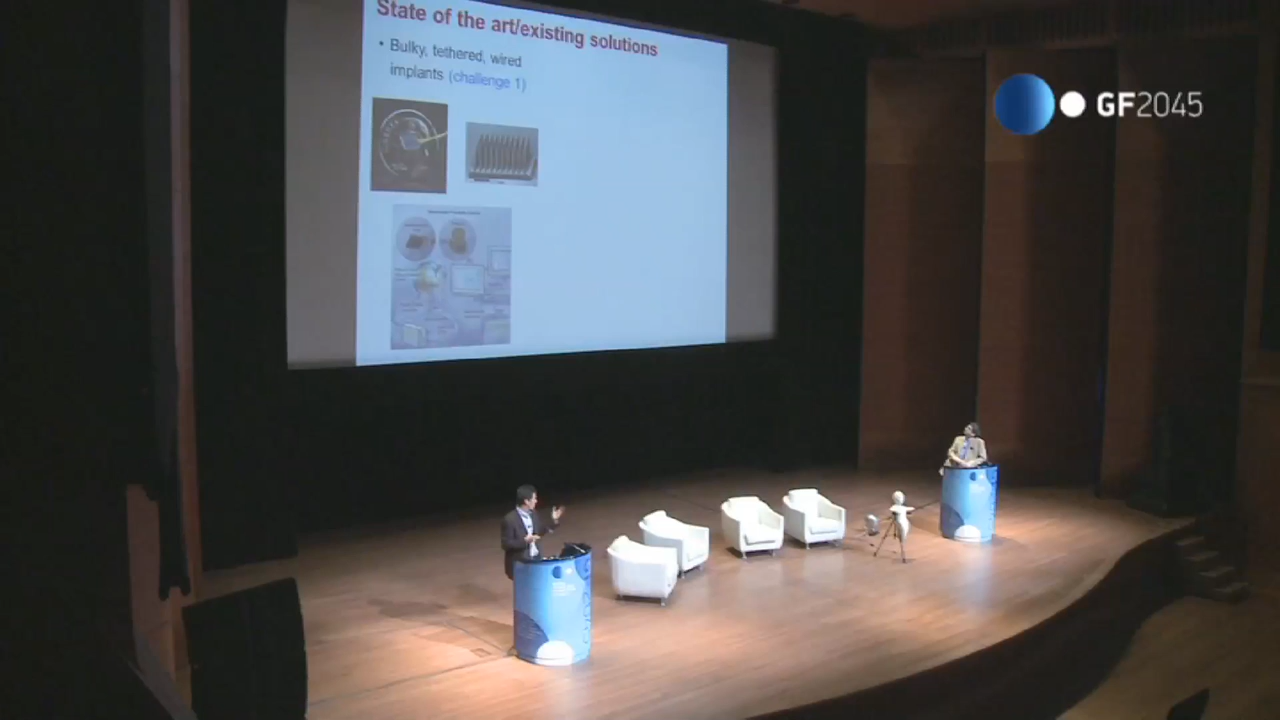 State of the art/existing solutions
• Bulky, tethered, wired
implants (challenge 1)
GF2045